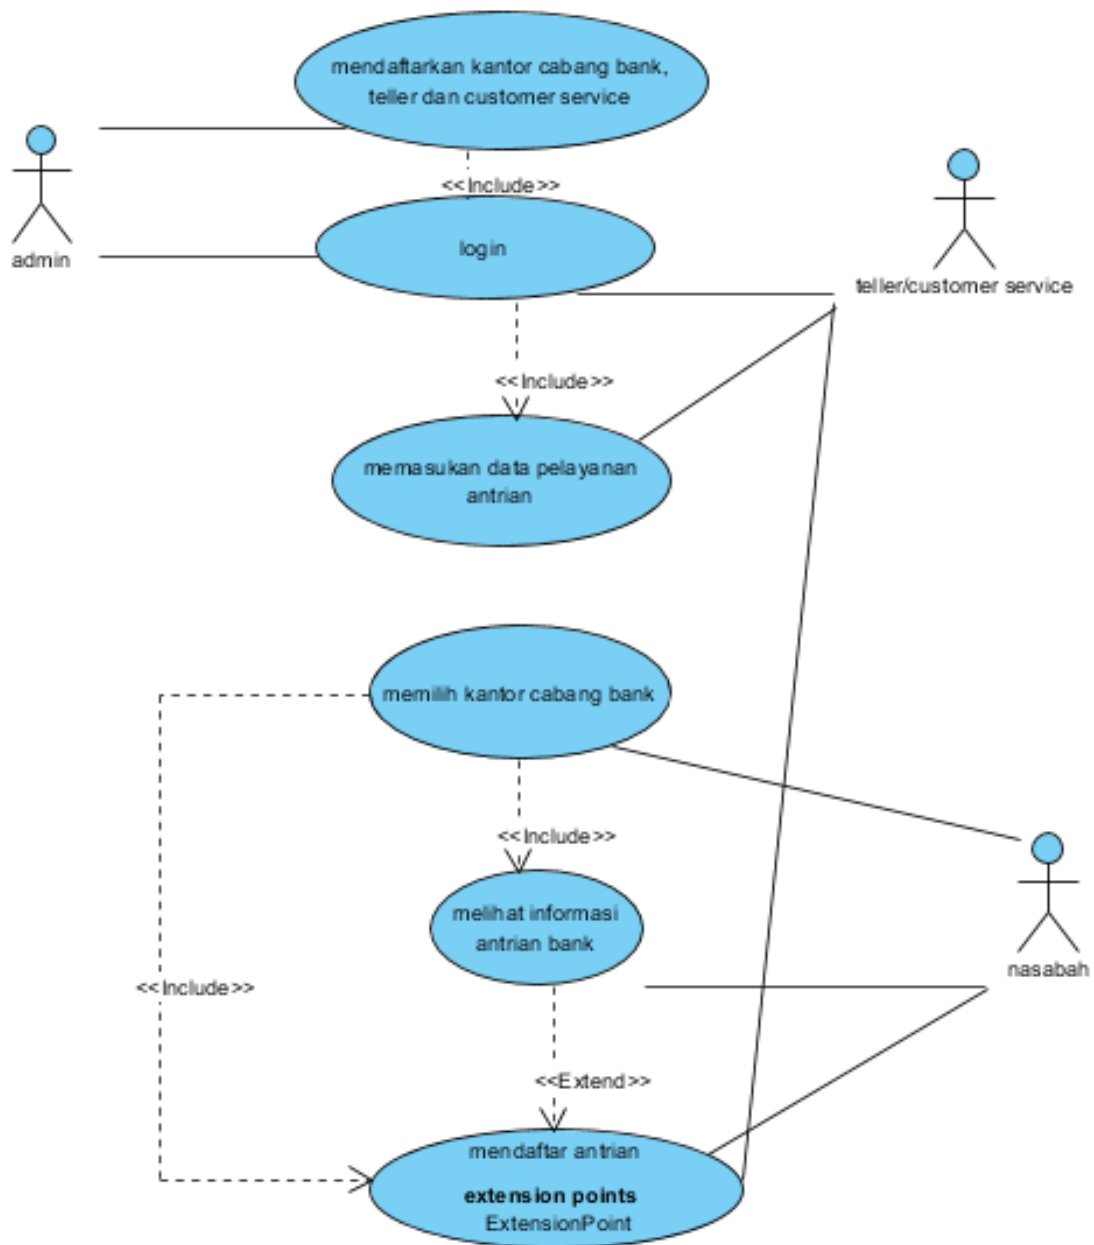 mendaftarkan kantor cabang bank,
teller dan customer service
<<Include>>
admin
login
teller/customer service
<<Include>>
memasukan data pelayanan
antrian
memilih kantor cabang bank
<<Include>>
melihat informasi
antrian bank
nasabah
<<Include>>
<<Extend>>
mendaftar antrian
extension points
ExtensionPoint